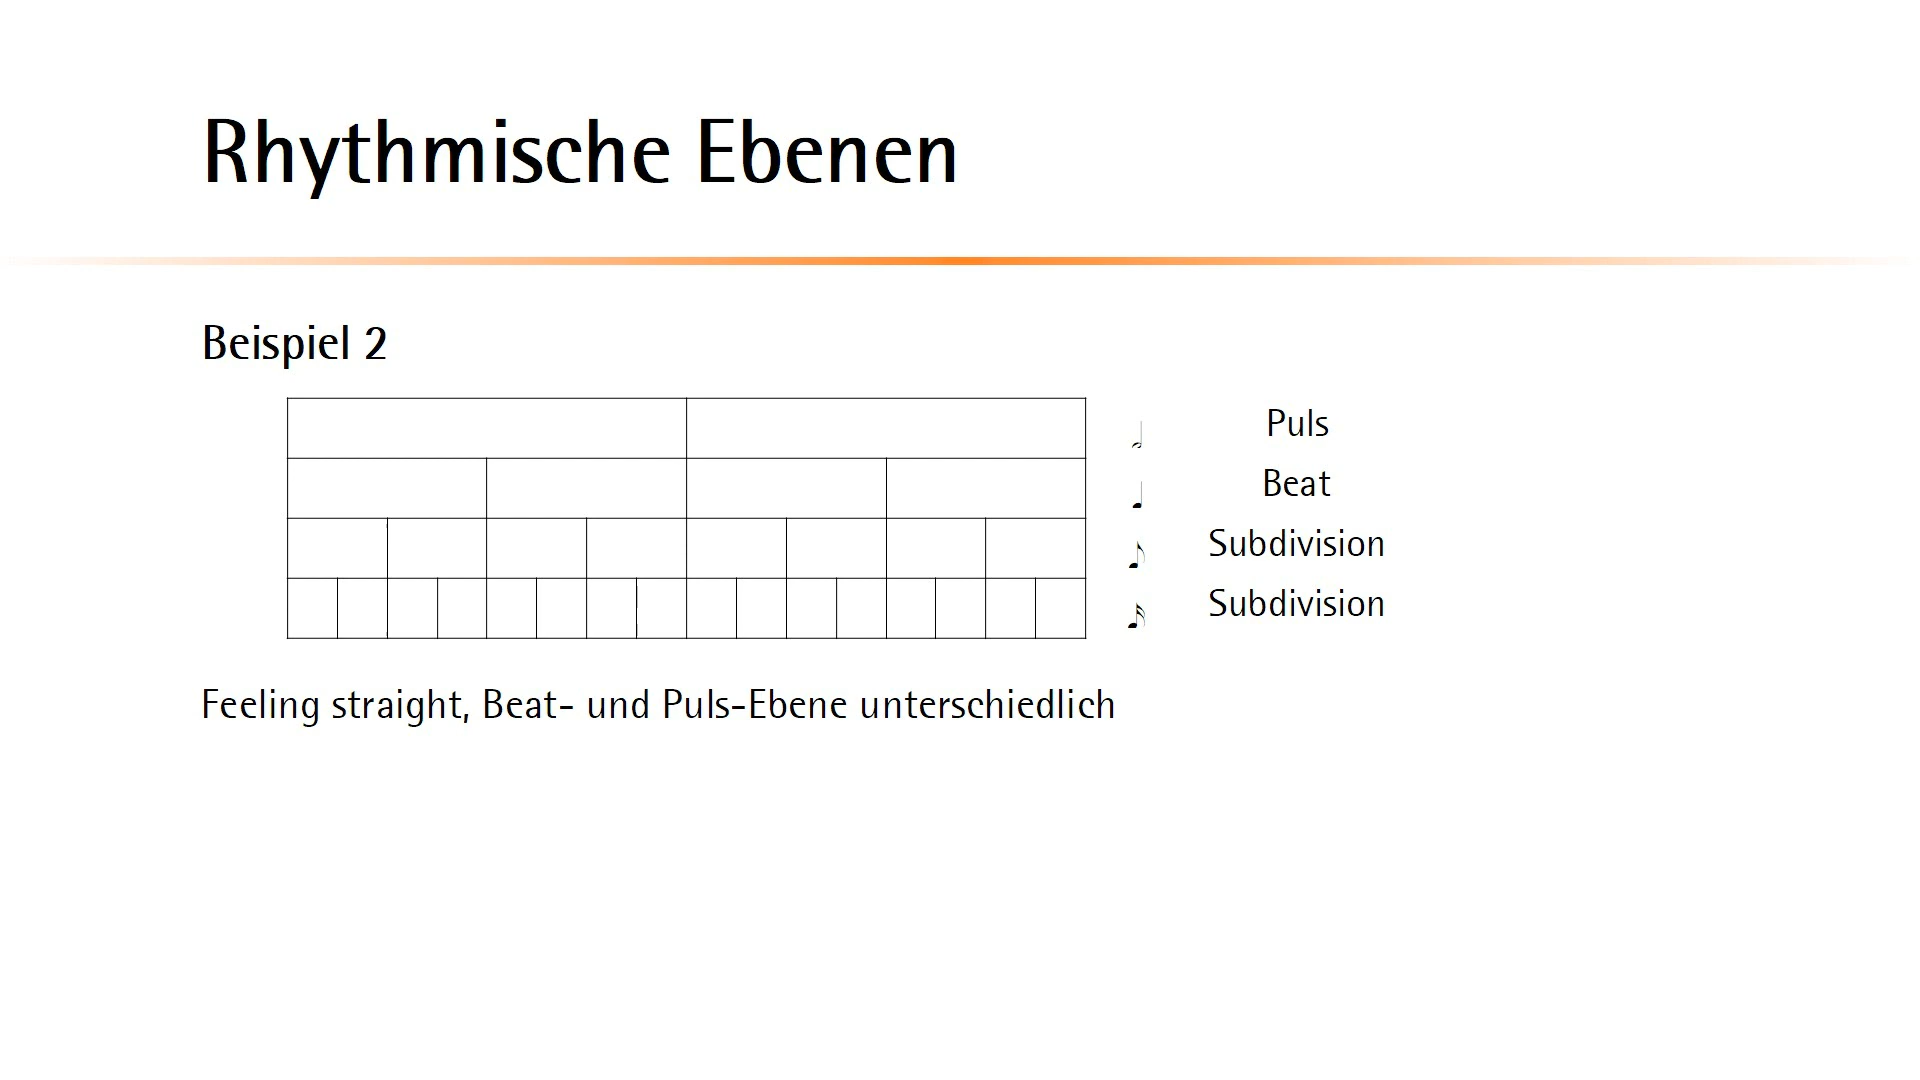 Rhythmische Ebenen
Beispiel 2
Puls
Beat
Subdivision
Subdivision
Feeling straight, Beat- und Puls-Ebene unterschiedlich